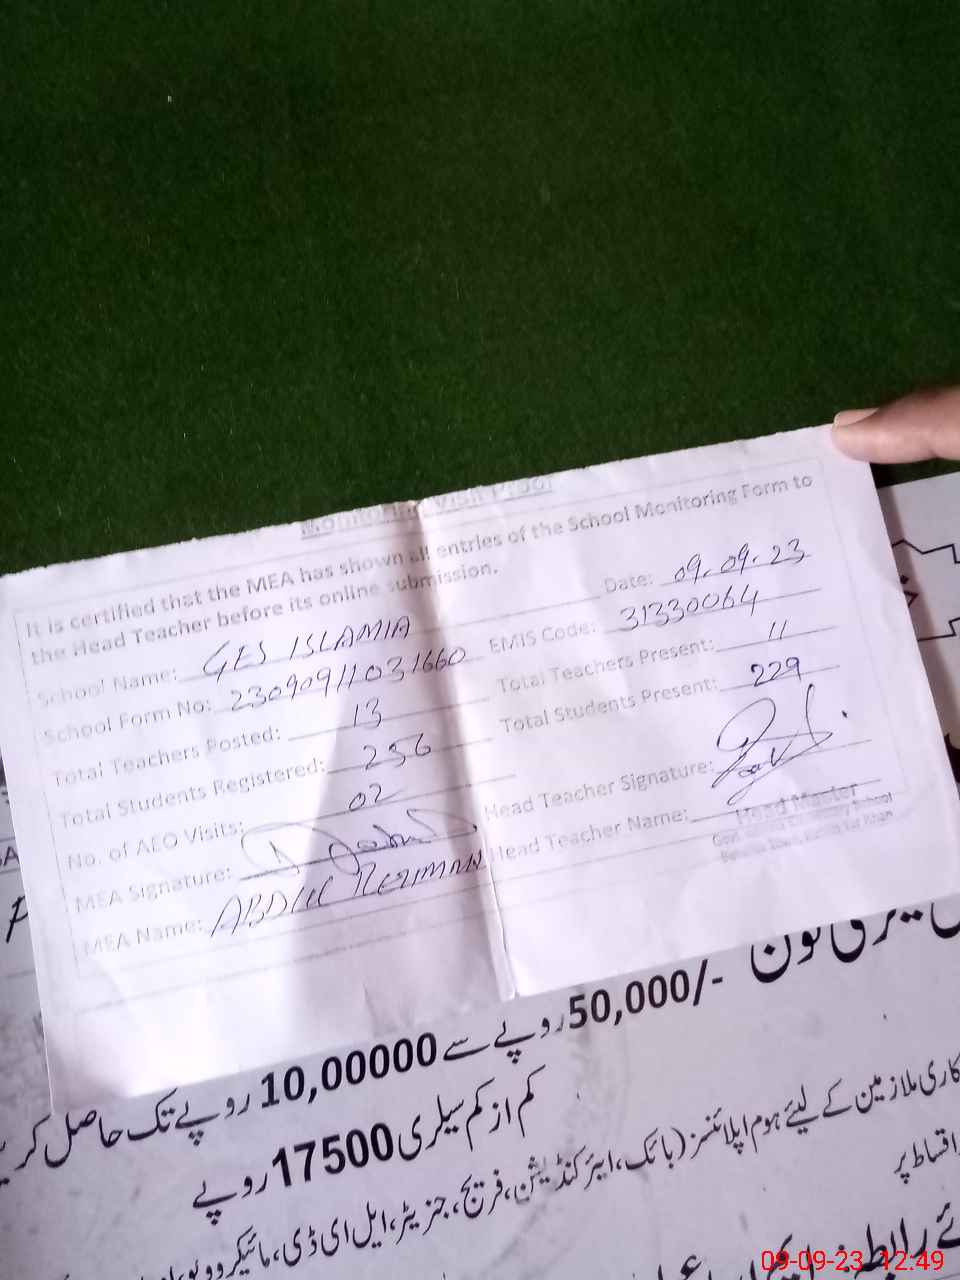 Monitoring Visit Proof
It is certified that the MEA has shown all entries of the School Monitoring Form to
the Head Teacher before its online submission.
Date: 09.09.23
School Name: GES ISLAMIA
EMIS Code: 31330064
School Form No: 23090911031660
Total Teachers Present: 11
Total Teachers Posted: 13
Total Students Present: 229
Total Students Registered: 256
No. of AEO Visits: 02
Head Teacher Signature:
MEA Signature:
Head Teacher Name: Head Master
MEA Name: ABDUL REHMAN
50,000/- روپے سے 10,00000 روپے تک حاصل کر
کم از کم سیلری 17500 روپے
ملازمین کے لیئے ہوم اپلائنسز (بائک، ایئر کنڈیشن، فریج، جنریٹر، ایل ای ڈی، مائیکرو
اقساط پر
رابطہ:
09-09-23 12:49